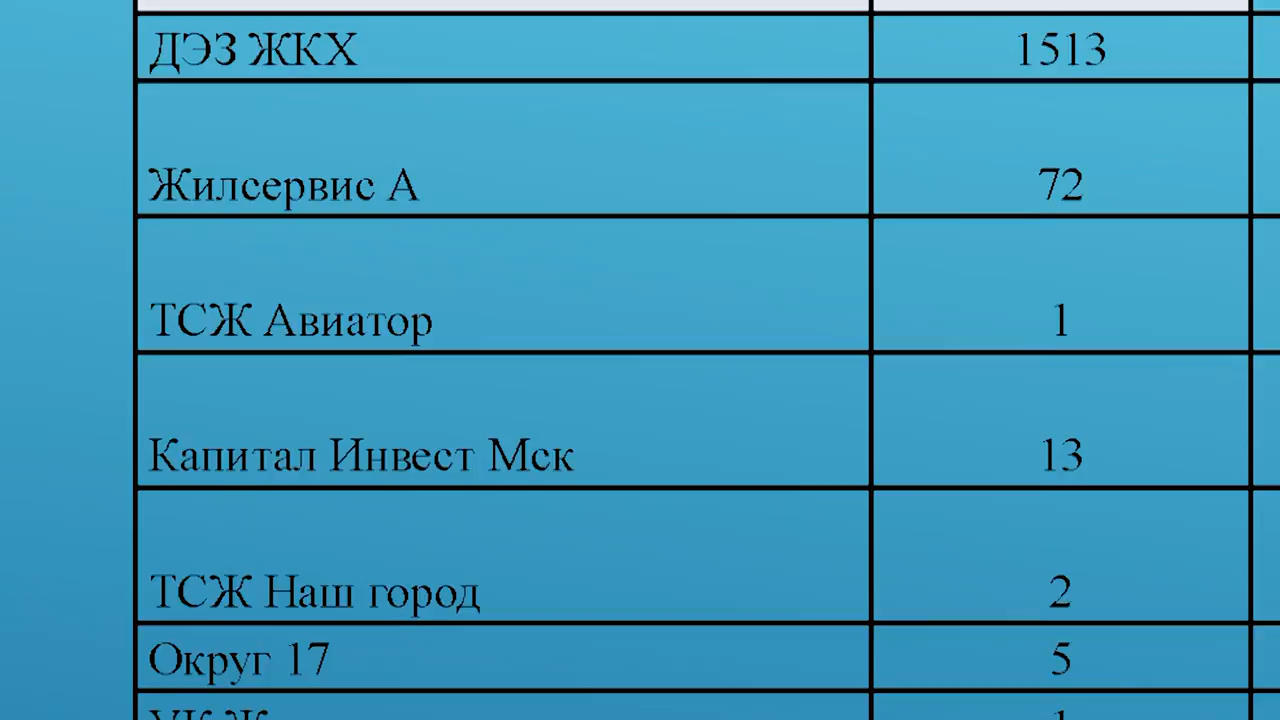 ДЭЗ ЖКХ 1513
Жилсервис А 72
ТСЖ Авиатор 1
Капитал Инвест Мск 13
ТСЖ Наш город 2
Округ 17 5